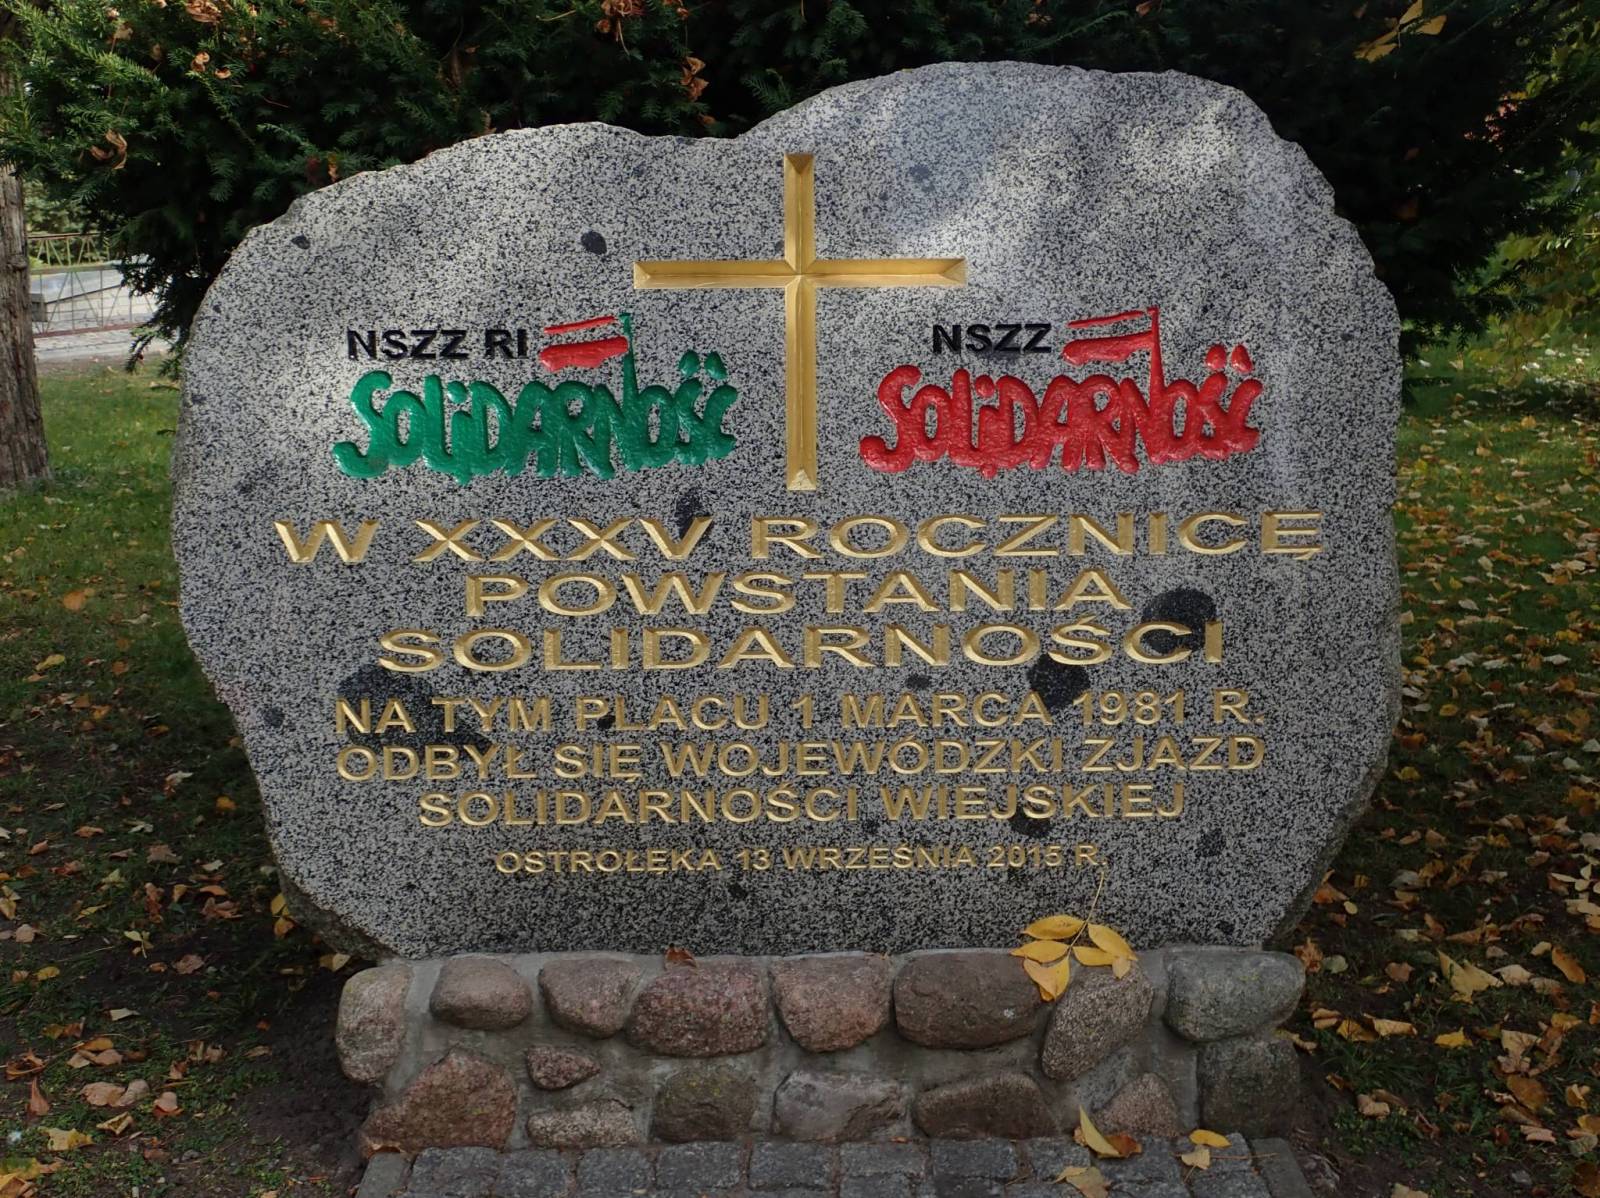 NSZZ RI
SOLIDARNOŚĆ
NSZZ
SOLIDARNOŚĆ
W XXXV ROCZNICĘ
POWSTANIA
SOLIDARNOŚCI
NA TYM PLACU 1 MARCA 1981 R.
ODBYŁ SIĘ WOJEWÓDZKI ZJAZD
SOLIDARNOŚCI WIEJSKIEJ
OSTROŁĘKA 13 WRZEŚNIA 2015 R.